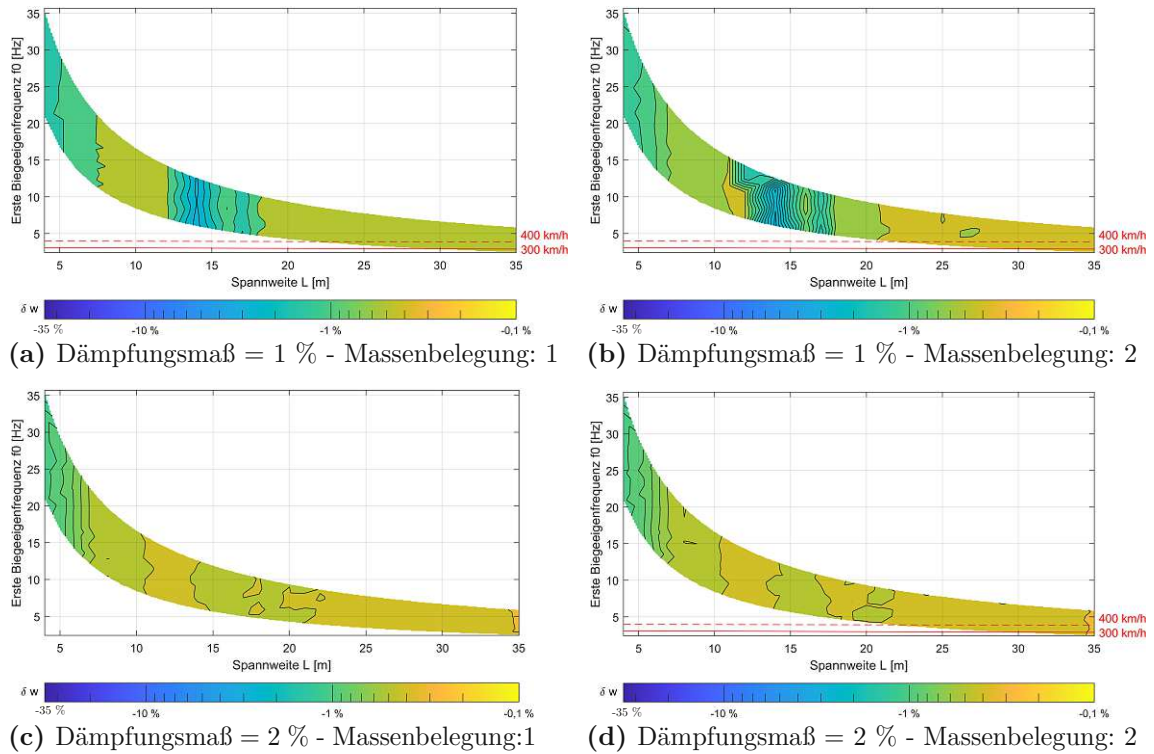 Erste Biegeeigenfrequenz f0 [Hz]
35
30
25
20
15
10
5
5 10 15 20 25 30 35
400 km/h
300 km/h
Spannweite L [m]
δ w
-35 % -10 % -1 % -0,1 %
(a) Dämpfungsmaß = 1 % - Massenbelegung: 1
Erste Biegeeigenfrequenz f0 [Hz]
35
30
25
20
15
10
5
5 10 15 20 25 30 35
400 km/h
300 km/h
Spannweite L [m]
δ w
-35 % -10 % -1 % -0,1 %
(b) Dämpfungsmaß = 1 % - Massenbelegung: 2
Erste Biegeeigenfrequenz f0 [Hz]
35
30
25
20
15
10
5
5 10 15 20 25 30 35
Spannweite L [m]
δ w
-35 % -10 % -1 % -0,1 %
(c) Dämpfungsmaß = 2 % - Massenbelegung:1
Erste Biegeeigenfrequenz f0 [Hz]
35
30
25
20
15
10
5
5 10 15 20 25 30 35
400 km/h
300 km/h
Spannweite L [m]
δ w
-35 % -10 % -1 % -0,1 %
(d) Dämpfungsmaß = 2 % - Massenbelegung: 2